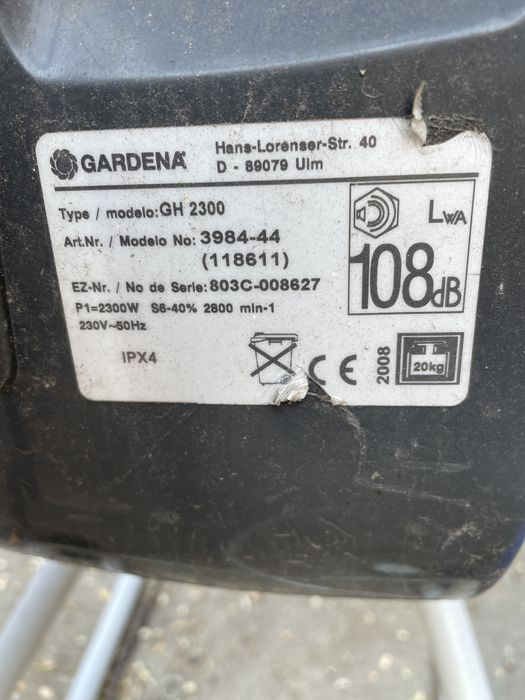 GARDENA
Hans-Lorenser-Str. 40
D - 89079 Ulm
Type / modelo: GH 2300
Art.Nr. / Modelo No: 3984-44
(118611)
EZ-Nr. / No de Serie: 803C-008627
P1=2300W S6-40% 2800 min-1
230V~50Hz
IPX4
LWA
108dB
CE
2008
20kg